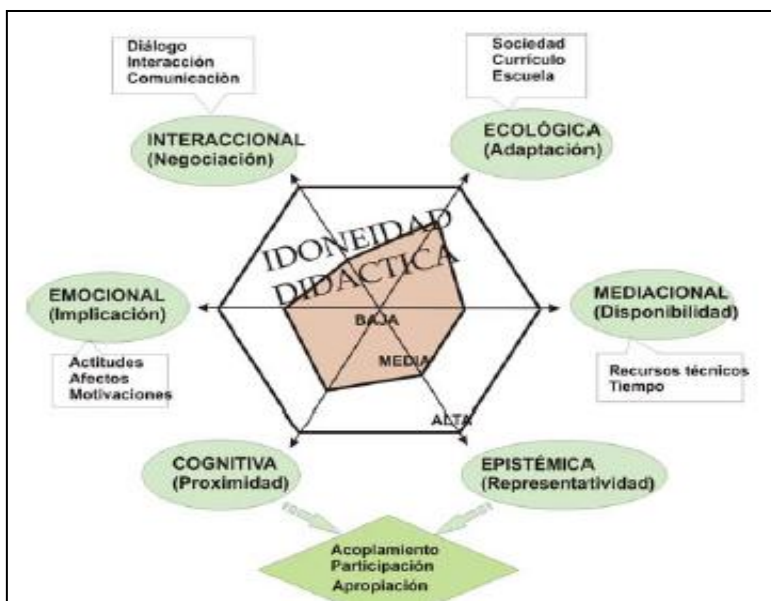 Diálogo
Interacción
Comunicación
Sociedad
Currículo
Escuela
INTERACCIONAL
(Negociación)
ECOLÓGICA
(Adaptación)
IDONEIDAD
DIDÁCTICA
EMOCIONAL
(Implicación)
MEDIACIONAL
(Disponibilidad)
BAJA
MEDIA
ALTA
Actitudes
Afectos
Motivaciones
Recursos técnicos
Tiempo
COGNITIVA
(Proximidad)
EPISTÉMICA
(Representatividad)
Acoplamiento
Participación
Apropiación